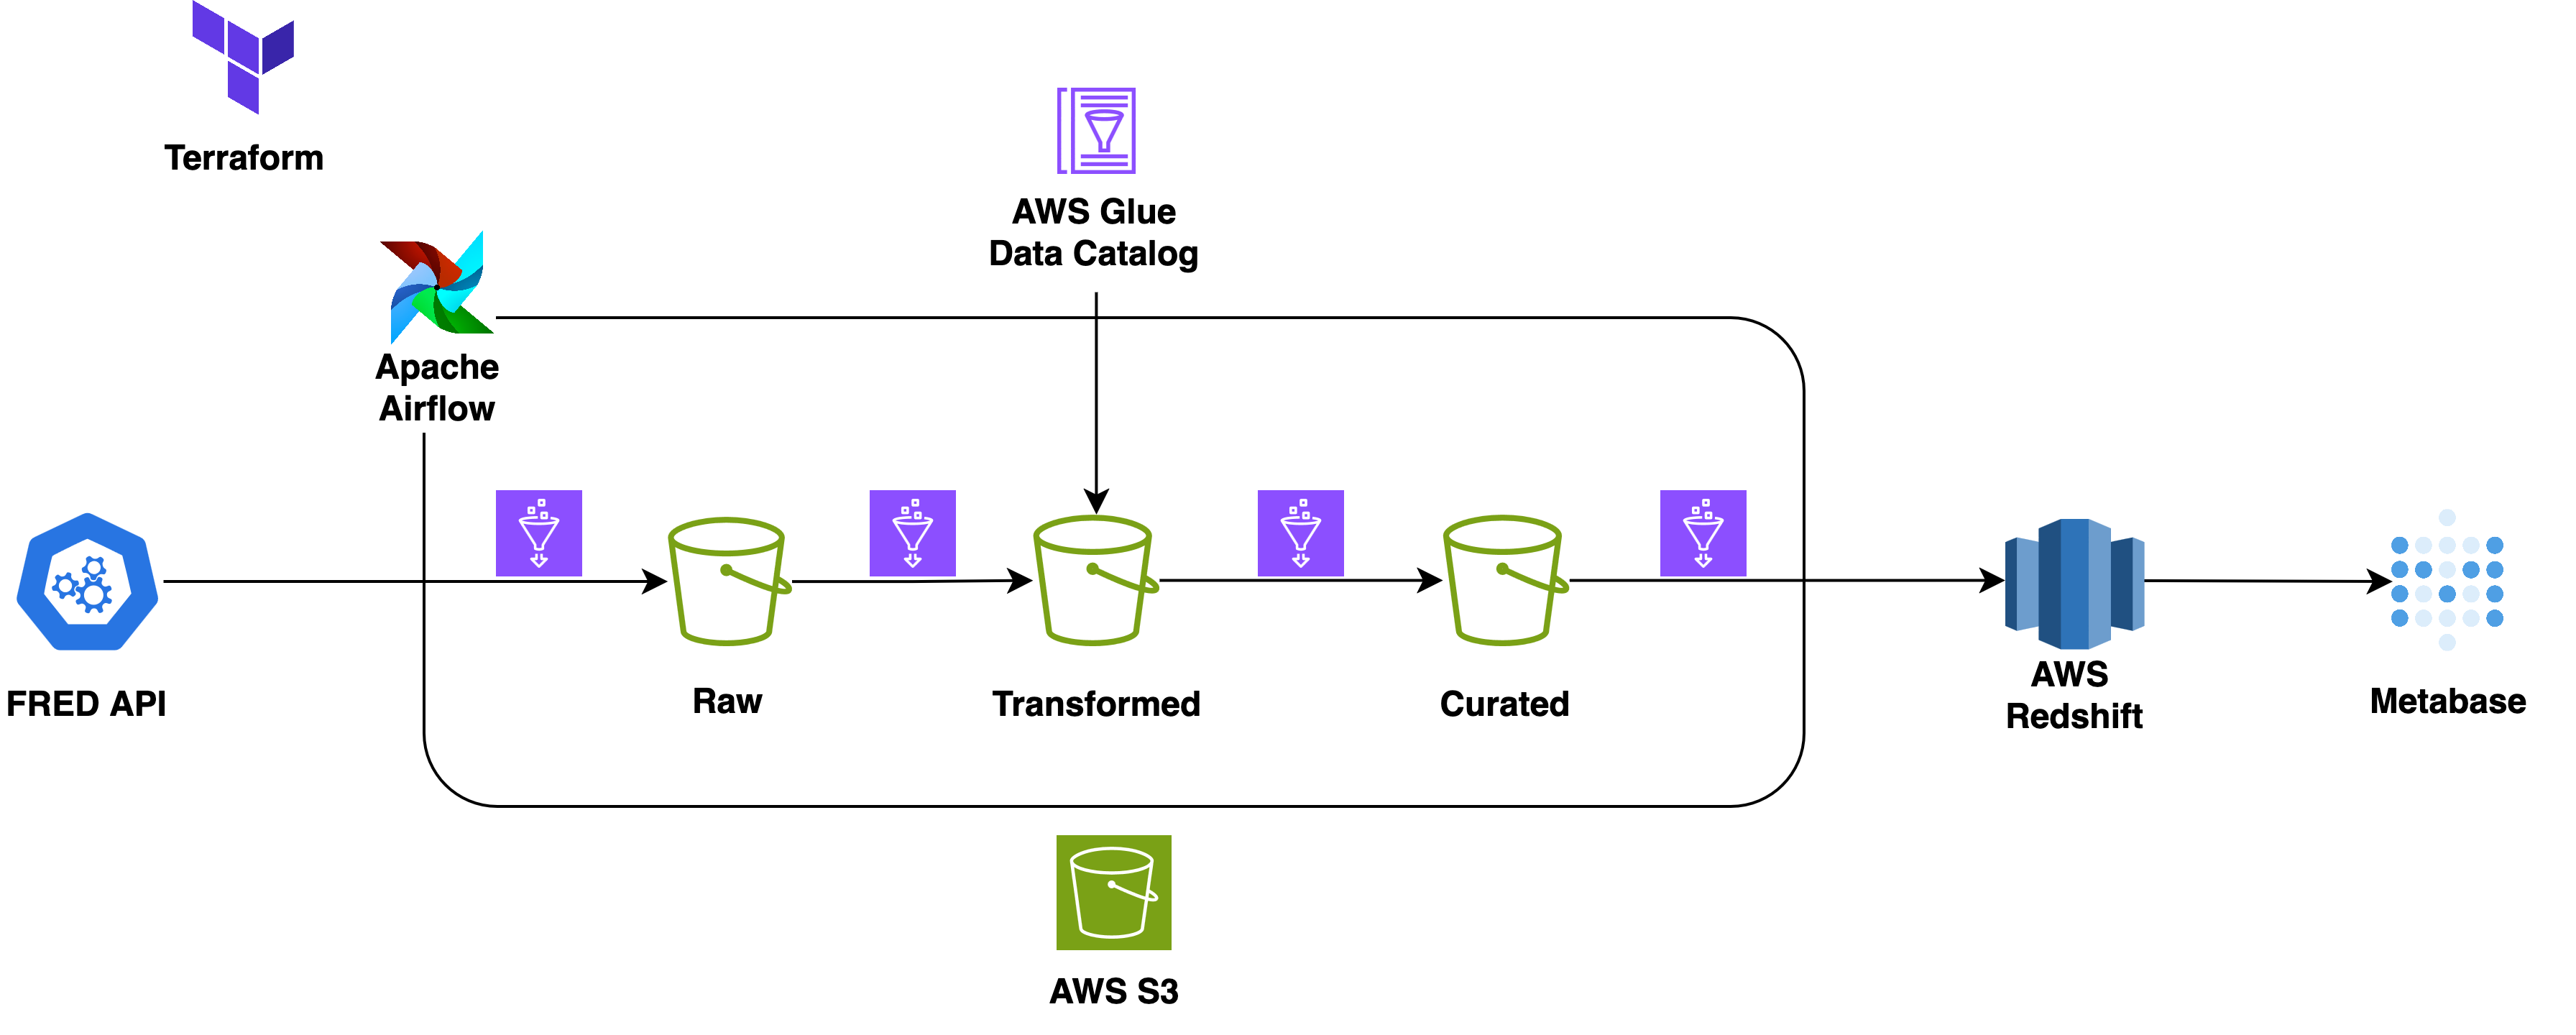 Terraform
AWS Glue
Data Catalog
Apache
Airflow
FRED API
Raw
Transformed
Curated
AWS
Redshift
Metabase
AWS S3